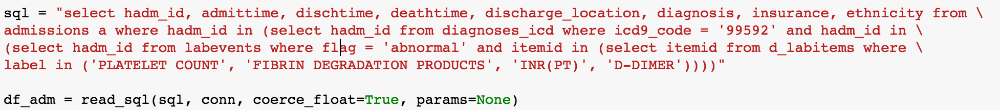 sql = "select hadm_id, admittime, dischtime, deathtime, discharge_location, diagnosis, insurance, ethnicity from \
admissions a where hadm_id in (select hadm_id from diagnoses_icd where icd9_code = '99592' and hadm_id in \
(select hadm_id from labevents where flag = 'abnormal' and itemid in (select itemid from d_labitems where \
label in ('PLATELET COUNT', 'FIBRIN DEGRADATION PRODUCTS', 'INR(PT)', 'D-DIMER'))))"
df_adm = read_sql(sql, conn, coerce_float=True, params=None)